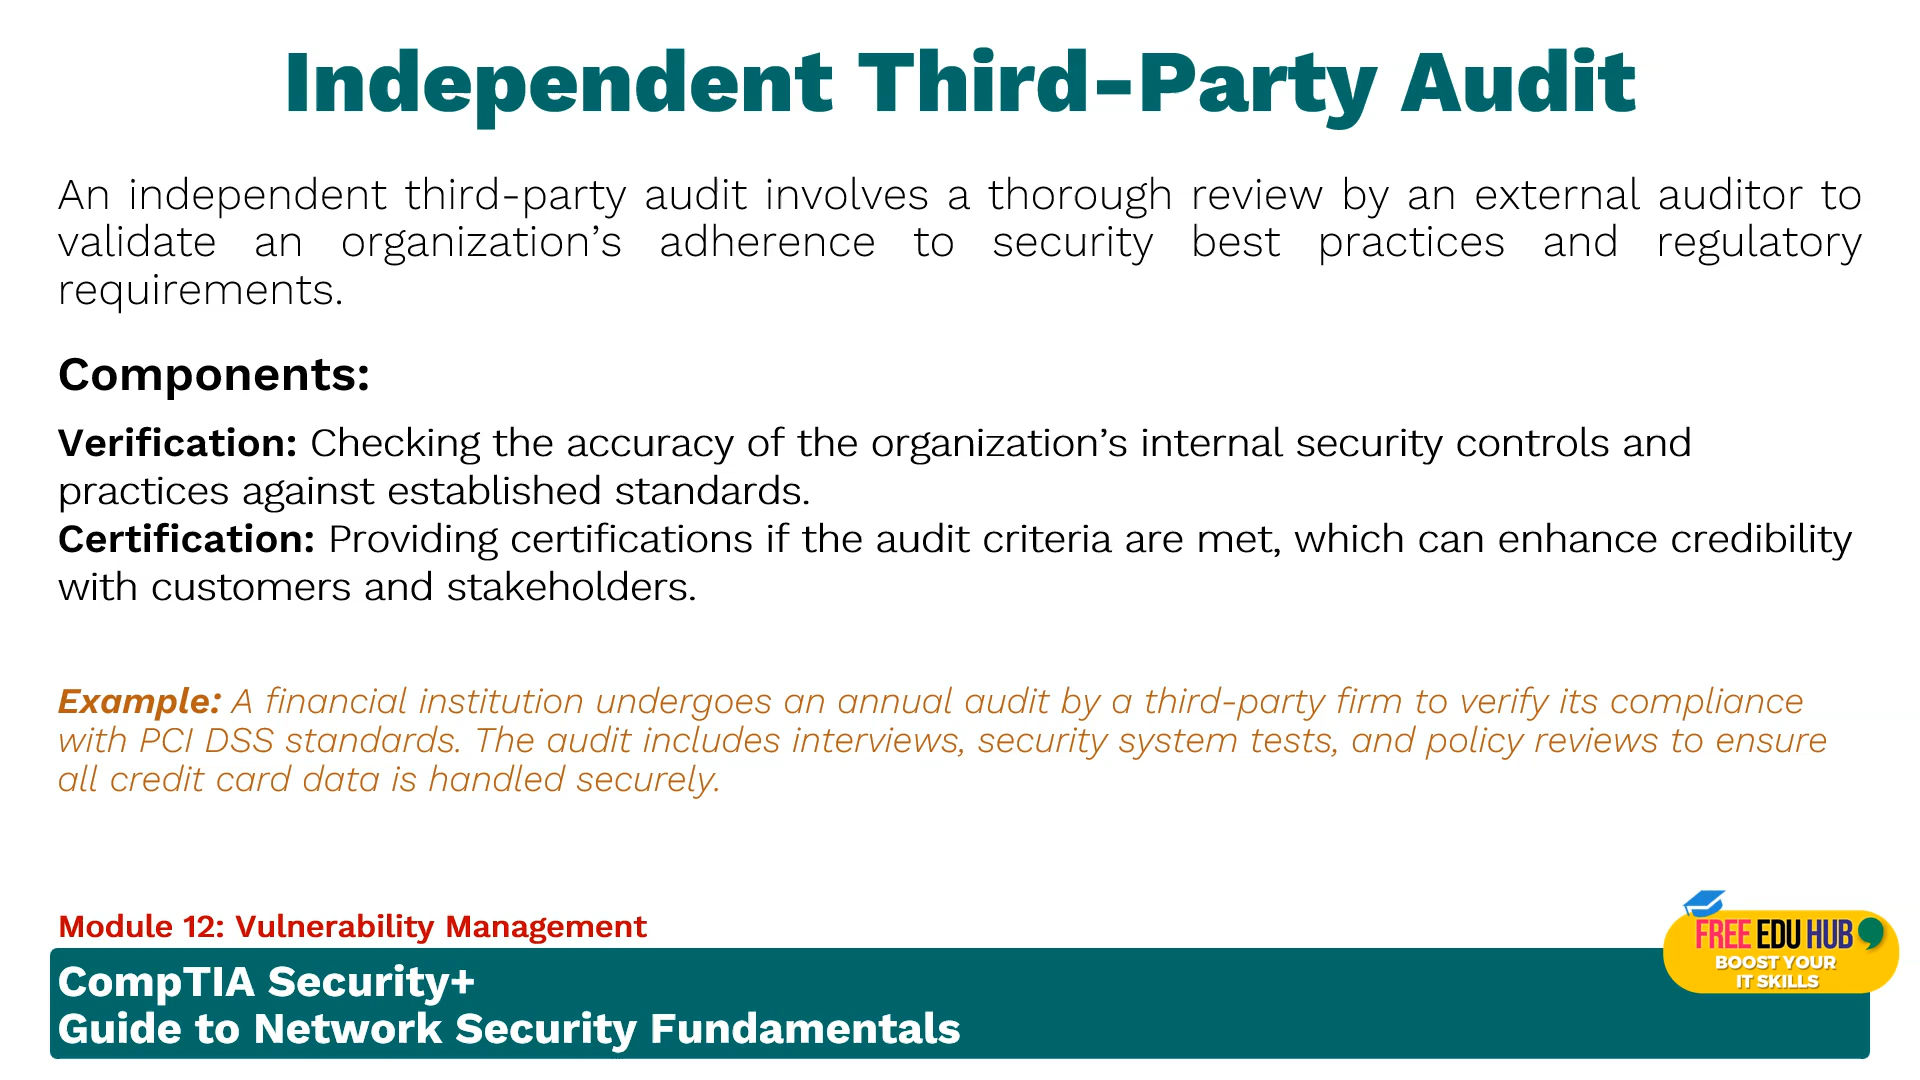 Independent Third-Party Audit
An independent third-party audit involves a thorough review by an external auditor to
validate an organization’s adherence to security best practices and regulatory
requirements.
Components:
Verification: Checking the accuracy of the organization’s internal security controls and
practices against established standards.
Certification: Providing certifications if the audit criteria are met, which can enhance credibility
with customers and stakeholders.
Example: A financial institution undergoes an annual audit by a third-party firm to verify its compliance
with PCI DSS standards. The audit includes interviews, security system tests, and policy reviews to ensure
all credit card data is handled securely.
Module 12: Vulnerability Management
CompTIA Security+
Guide to Network Security Fundamentals
FREE EDU HUB
BOOST YOUR
IT SKILLS